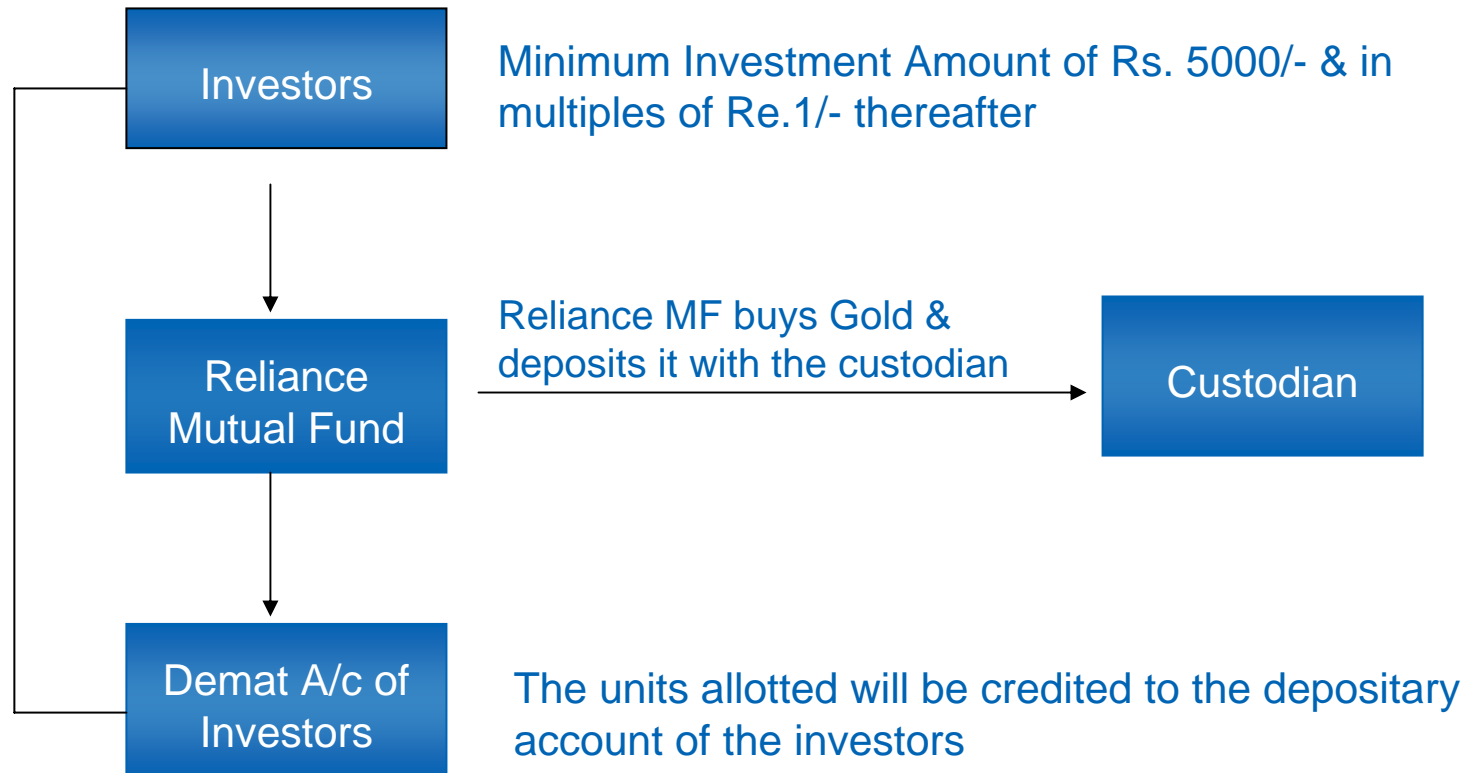 Investors
Minimum Investment Amount of Rs. 5000/- & in
multiples of Re.1/- thereafter
Reliance MF buys Gold &
deposits it with the custodian
Reliance
Mutual Fund
Custodian
Demat A/c of
Investors
The units allotted will be credited to the depositary
account of the investors